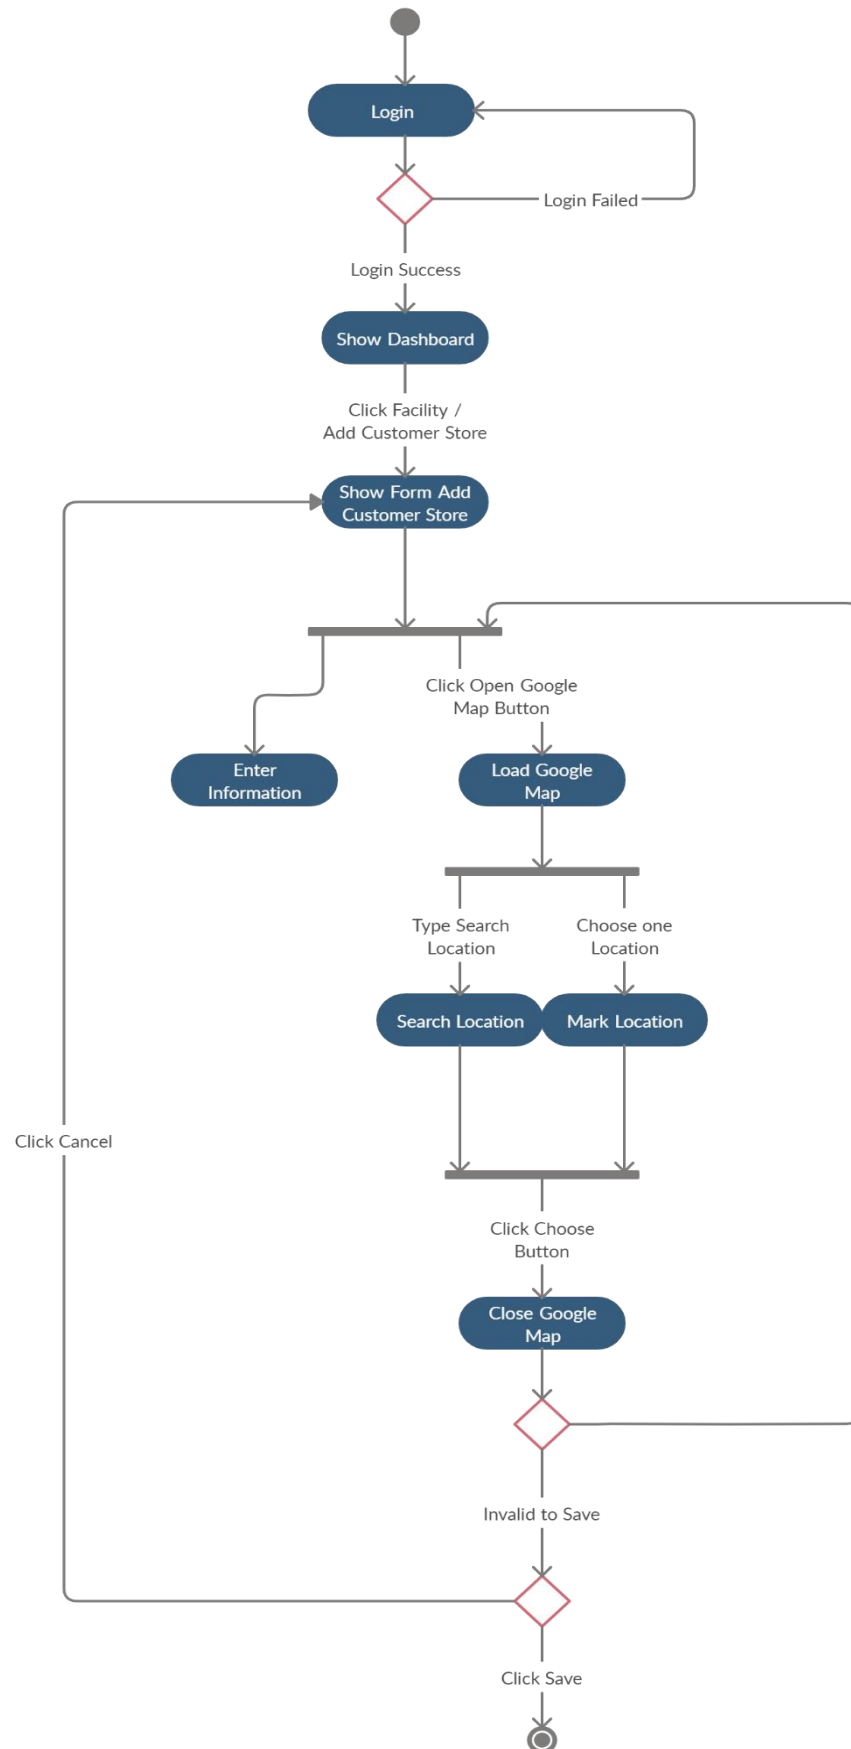 Login
Login Failed
Login Success
Show Dashboard
Click Facility /
Add Customer Store
Show Form Add
Customer Store
Click Open Google
Map Button
Enter
Information
Load Google
Map
Type Search
Location
Choose one
Location
Search Location
Mark Location
Click Cancel
Click Choose
Button
Close Google
Map
Invalid to Save
Click Save